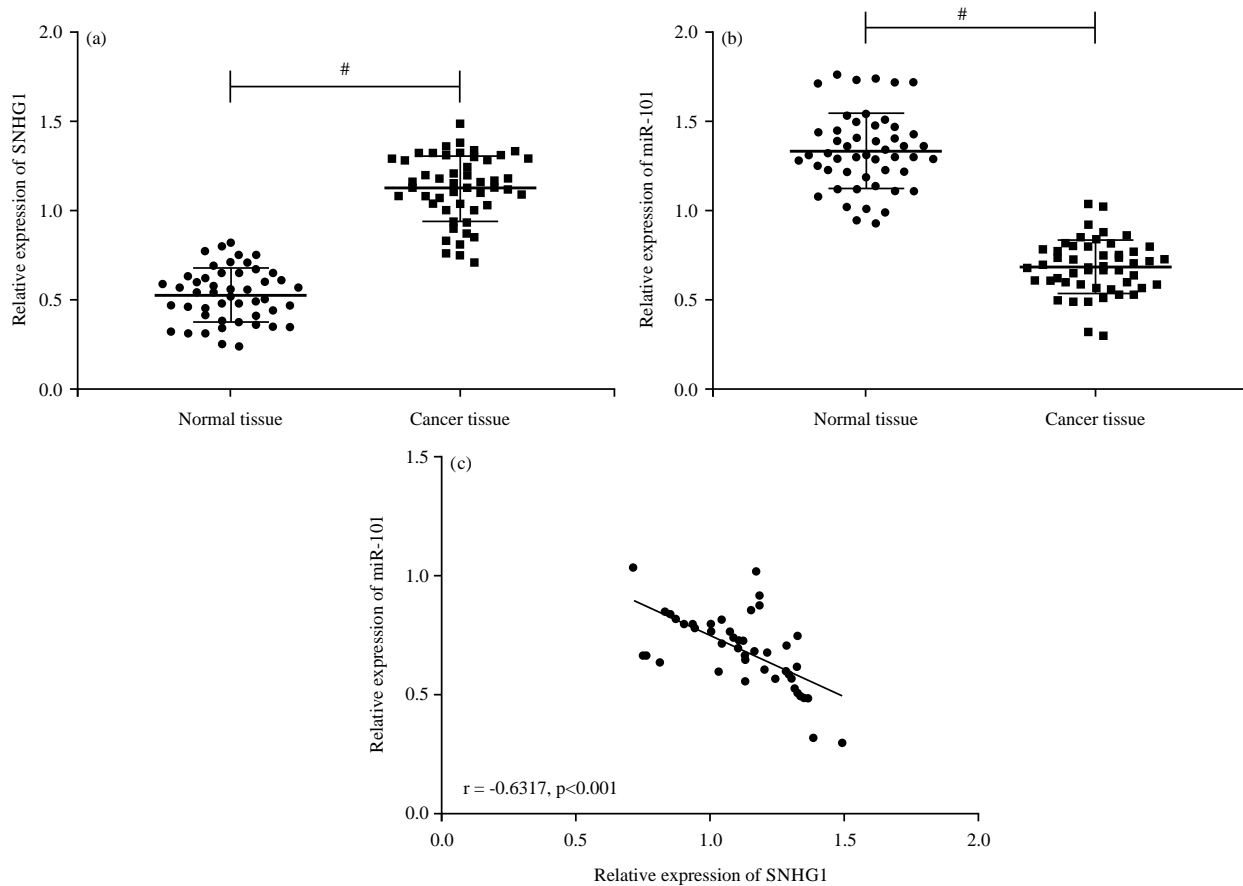 (a)
#
Relative expression of SNHG1
2.0
1.5
1.0
0.5
0.0
Normal tissue
Cancer tissue
(b)
#
Relative expression of miR-101
2.0
1.5
1.0
0.5
0.0
Normal tissue
Cancer tissue
(c)
Relative expression of miR-101
1.5
1.0
0.5
0.0
r = -0.6317, p<0.001
0.0 0.5 1.0 1.5 2.0
Relative expression of SNHG1